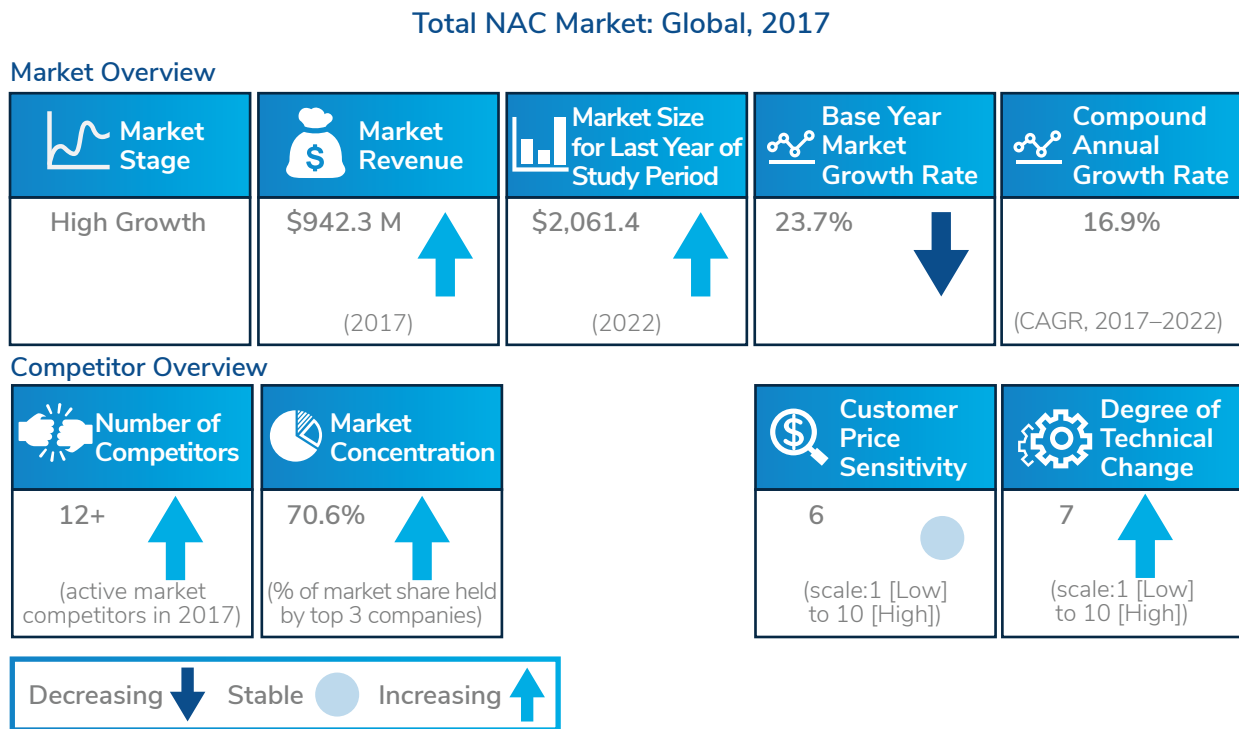 Total NAC Market: Global, 2017
Market Overview
Market
Stage
High Growth
$
Market
Revenue
$942.3 M
(2017)
Market Size
for Last Year of
Study Period
$2,061.4
(2022)
Base Year
Market
Growth Rate
23.7%
Compound
Annual
Growth Rate
16.9%
(CAGR, 2017–2022)
Competitor Overview
Number of
Competitors
12+
(active market
competitors in 2017)
Market
Concentration
70.6%
(% of market share held
by top 3 companies)
$
Customer
Price
Sensitivity
6
(scale:1 [Low]
to 10 [High])
Degree of
Technical
Change
7
(scale:1 [Low]
to 10 [High])
Decreasing Stable Increasing